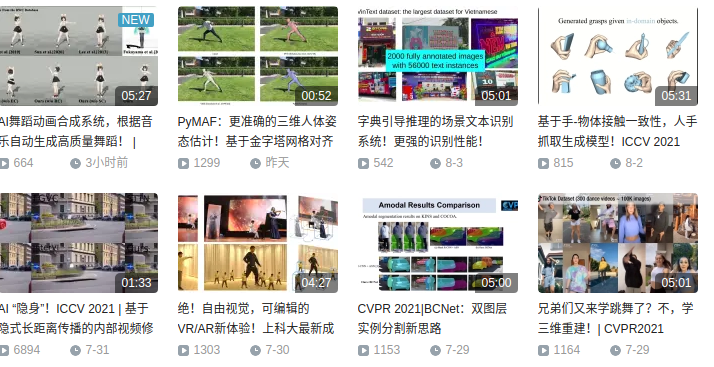 NEW
05:27
AI舞蹈动画合成系统，根据音
乐自动生成高质量舞蹈！ |
664 3小时前
00:52
PyMAF：更准确的三维人体姿
态估计！基于金字塔网格对齐
1299 昨天
VinText dataset: the largest dataset for Vietnamese
2000 fully annotated images
with 56000 text instances
05:01
字典引导推理的场景文本识别
系统！更强的识别性能！
542 8-3
Generated grasps given in-domain objects.
05:31
基于手-物体接触一致性，人手
抓取生成模型！ICCV 2021
815 8-2
01:33
AI “隐身”！ICCV 2021 | 基于
隐式长距离传播的内部视频修
6894 7-31
04:27
绝！自由视觉，可编辑的
VR/AR新体验！上科大最新成
1303 7-30
Amodal Results Comparison
Amodal segmentation results on KINS and COCOA.
05:00
CVPR 2021|BCNet：双图层
实例分割新思路
1153 7-29
TikTok Dataset (300 dance videos – 100K images)
05:01
兄弟们又来学跳舞了？不，学
三维重建！| CVPR2021
1164 7-29